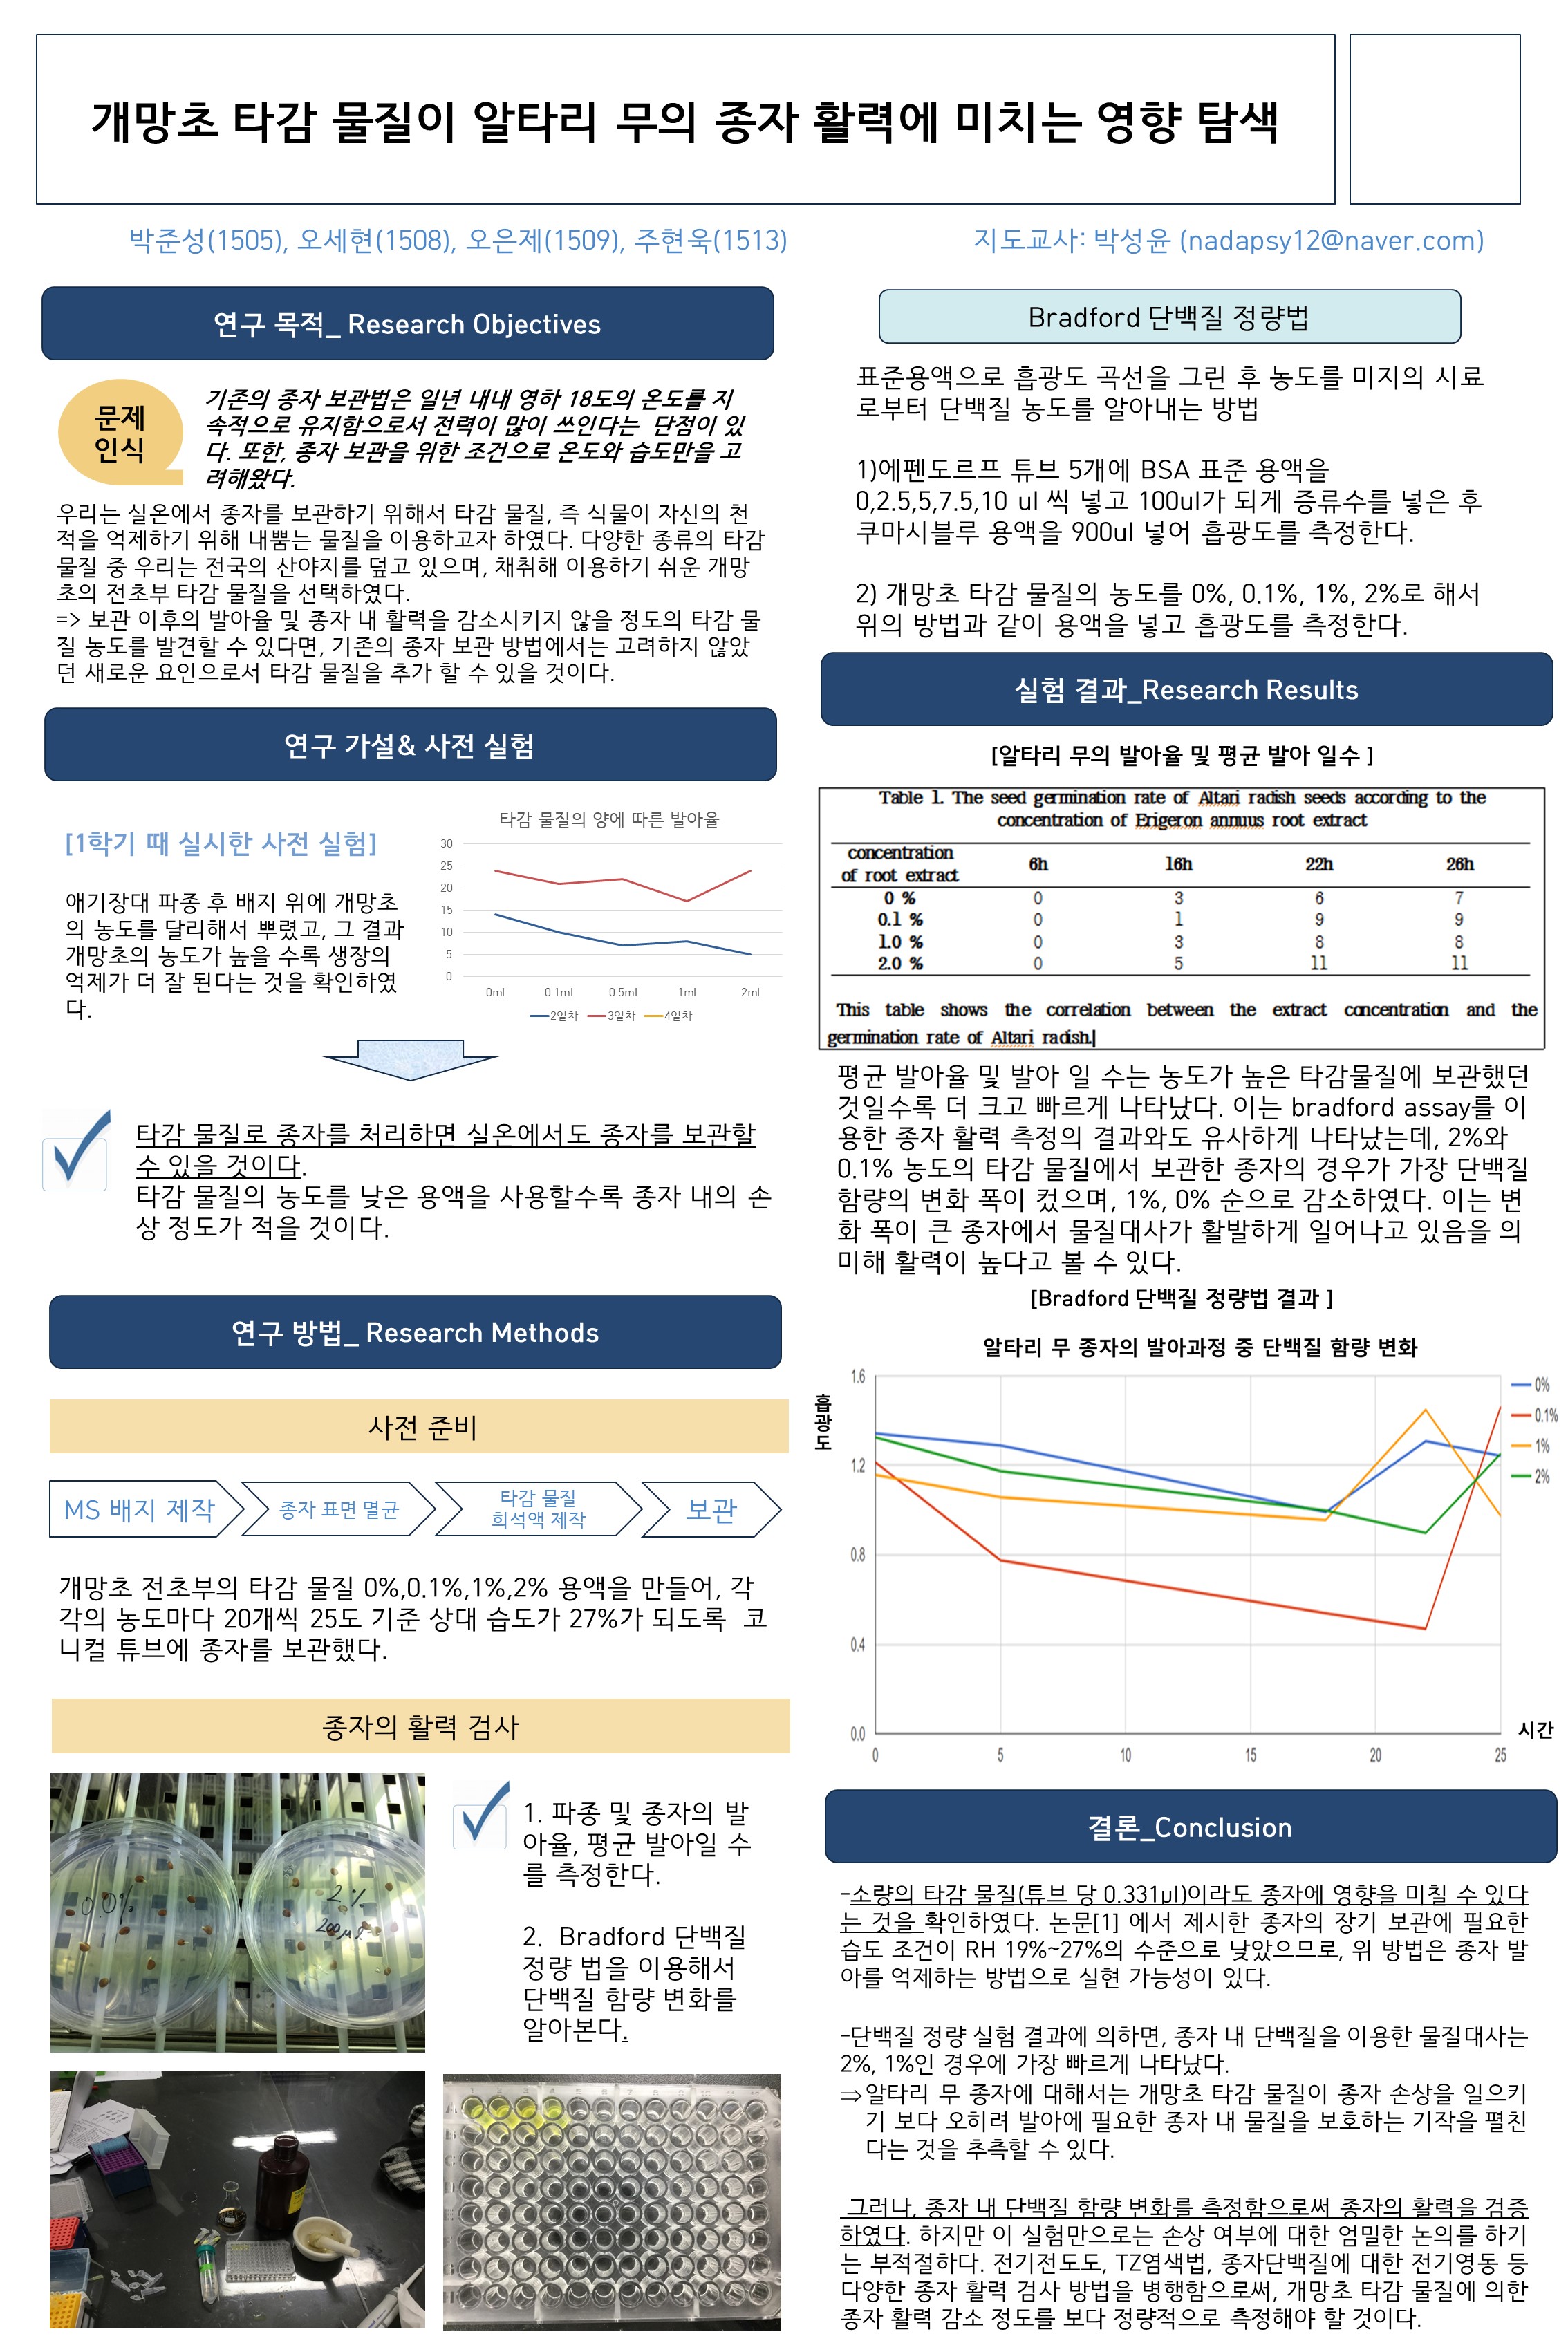 개망초 타감 물질이 알타리 무의 종자 활력에 미치는 영향 탐색
박준성(1505), 오세현(1508), 오은제(1509), 주현욱(1513)
지도교사: 박성윤 (nadapsy12@naver.com)
연구 목적_ Research Objectives
문제
인식
기존의 종자 보관법은 일년 내내 영하 18도의 온도를 지
속적으로 유지함으로서 전력이 많이 쓰인다는 단점이 있
다. 또한, 종자 보관을 위한 조건으로 온도와 습도만을 고
려해왔다.
우리는 실온에서 종자를 보관하기 위해서 타감 물질, 즉 식물이 자신의 천
적을 억제하기 위해 내뿜는 물질을 이용하고자 하였다. 다양한 종류의 타감
물질 중 우리는 전국의 산야지를 덮고 있으며, 채취해 이용하기 쉬운 개망
초의 전초부 타감 물질을 선택하였다.
=> 보관 이후의 발아율 및 종자 내 활력을 감소시키지 않을 정도의 타감 물
질 농도를 발견할 수 있다면, 기존의 종자 보관 방법에서는 고려하지 않았
던 새로운 요인으로서 타감 물질을 추가 할 수 있을 것이다.
연구 가설& 사전 실험
[1학기 때 실시한 사전 실험]
애기장대 파종 후 배지 위에 개망초
의 농도를 달리해서 뿌렸고, 그 결과
개망초의 농도가 높을 수록 생장의
억제가 더 잘 된다는 것을 확인하였
다.
타감 물질의 양에 따른 발아율
30
25
20
15
10
5
0
0ml 0.1ml 0.5ml 1ml 2ml
2일차 3일차 4일차
타감 물질로 종자를 처리하면 실온에서도 종자를 보관할
수 있을 것이다.
타감 물질의 농도를 낮은 용액을 사용할수록 종자 내의 손
상 정도가 적을 것이다.
연구 방법_ Research Methods
사전 준비
MS 배지 제작
종자 표면 멸균
타감 물질
희석액 제작
보관
개망초 전초부의 타감 물질 0%,0.1%,1%,2% 용액을 만들어, 각
각의 농도마다 20개씩 25도 기준 상대 습도가 27%가 되도록 코
니컬 튜브에 종자를 보관했다.
종자의 활력 검사
0.0%
2%
200μl
1. 파종 및 종자의 발
아율, 평균 발아일 수
를 측정한다.
2. Bradford 단백질
정량 법을 이용해서
단백질 함량 변화를
알아본다.
Bradford 단백질 정량법
표준용액으로 흡광도 곡선을 그린 후 농도를 미지의 시료
로부터 단백질 농도를 알아내는 방법
1)에펜도르프 튜브 5개에 BSA 표준 용액을
0,2.5,5,7.5,10 ul 씩 넣고 100ul가 되게 증류수를 넣은 후
쿠마시블루 용액을 900ul 넣어 흡광도를 측정한다.
2) 개망초 타감 물질의 농도를 0%, 0.1%, 1%, 2%로 해서
위의 방법과 같이 용액을 넣고 흡광도를 측정한다.
실험 결과_Research Results
[알타리 무의 발아율 및 평균 발아 일수 ]
Table 1. The seed germination rate of Altari radish seeds according to the
concentration of Erigeron annuus root extract
concentration
of root extract 6h 16h 22h 26h
0 % 0 3 6 7
0.1 % 0 1 9 9
1.0 % 0 3 8 8
2.0 % 0 5 11 11
This table shows the correlation between the extract concentration and the
germination rate of Altari radish.
평균 발아율 및 발아 일 수는 농도가 높은 타감물질에 보관했던
것일수록 더 크고 빠르게 나타났다. 이는 bradford assay를 이
용한 종자 활력 측정의 결과와도 유사하게 나타났는데, 2%와
0.1% 농도의 타감 물질에서 보관한 종자의 경우가 가장 단백질
함량의 변화 폭이 컸으며, 1%, 0% 순으로 감소하였다. 이는 변
화 폭이 큰 종자에서 물질대사가 활발하게 일어나고 있음을 의
미해 활력이 높다고 볼 수 있다.
[Bradford 단백질 정량법 결과 ]
알타리 무 종자의 발아과정 중 단백질 함량 변화
흡광도
1.6
1.2
0.8
0.4
0.0
0 5 10 15 20 25
시간
0%
0.1%
1%
2%
결론_Conclusion
-소량의 타감 물질(튜브 당 0.331μl)이라도 종자에 영향을 미칠 수 있다
는 것을 확인하였다. 논문[1] 에서 제시한 종자의 장기 보관에 필요한
습도 조건이 RH 19%~27%의 수준으로 낮았으므로, 위 방법은 종자 발
아를 억제하는 방법으로 실현 가능성이 있다.
-단백질 정량 실험 결과에 의하면, 종자 내 단백질을 이용한 물질대사는
2%, 1%인 경우에 가장 빠르게 나타났다.
⇒알타리 무 종자에 대해서는 개망초 타감 물질이 종자 손상을 일으키
기 보다 오히려 발아에 필요한 종자 내 물질을 보호하는 기작을 펼친
다는 것을 추측할 수 있다.
그러나, 종자 내 단백질 함량 변화를 측정함으로써 종자의 활력을 검증
하였다. 하지만 이 실험만으로는 손상 여부에 대한 엄밀한 논의를 하기
는 부적절하다. 전기전도도, TZ염색법, 종자단백질에 대한 전기영동 등
다양한 종자 활력 검사 방법을 병행함으로써, 개망초 타감 물질에 의한
종자 활력 감소 정도를 보다 정량적으로 측정해야 할 것이다.